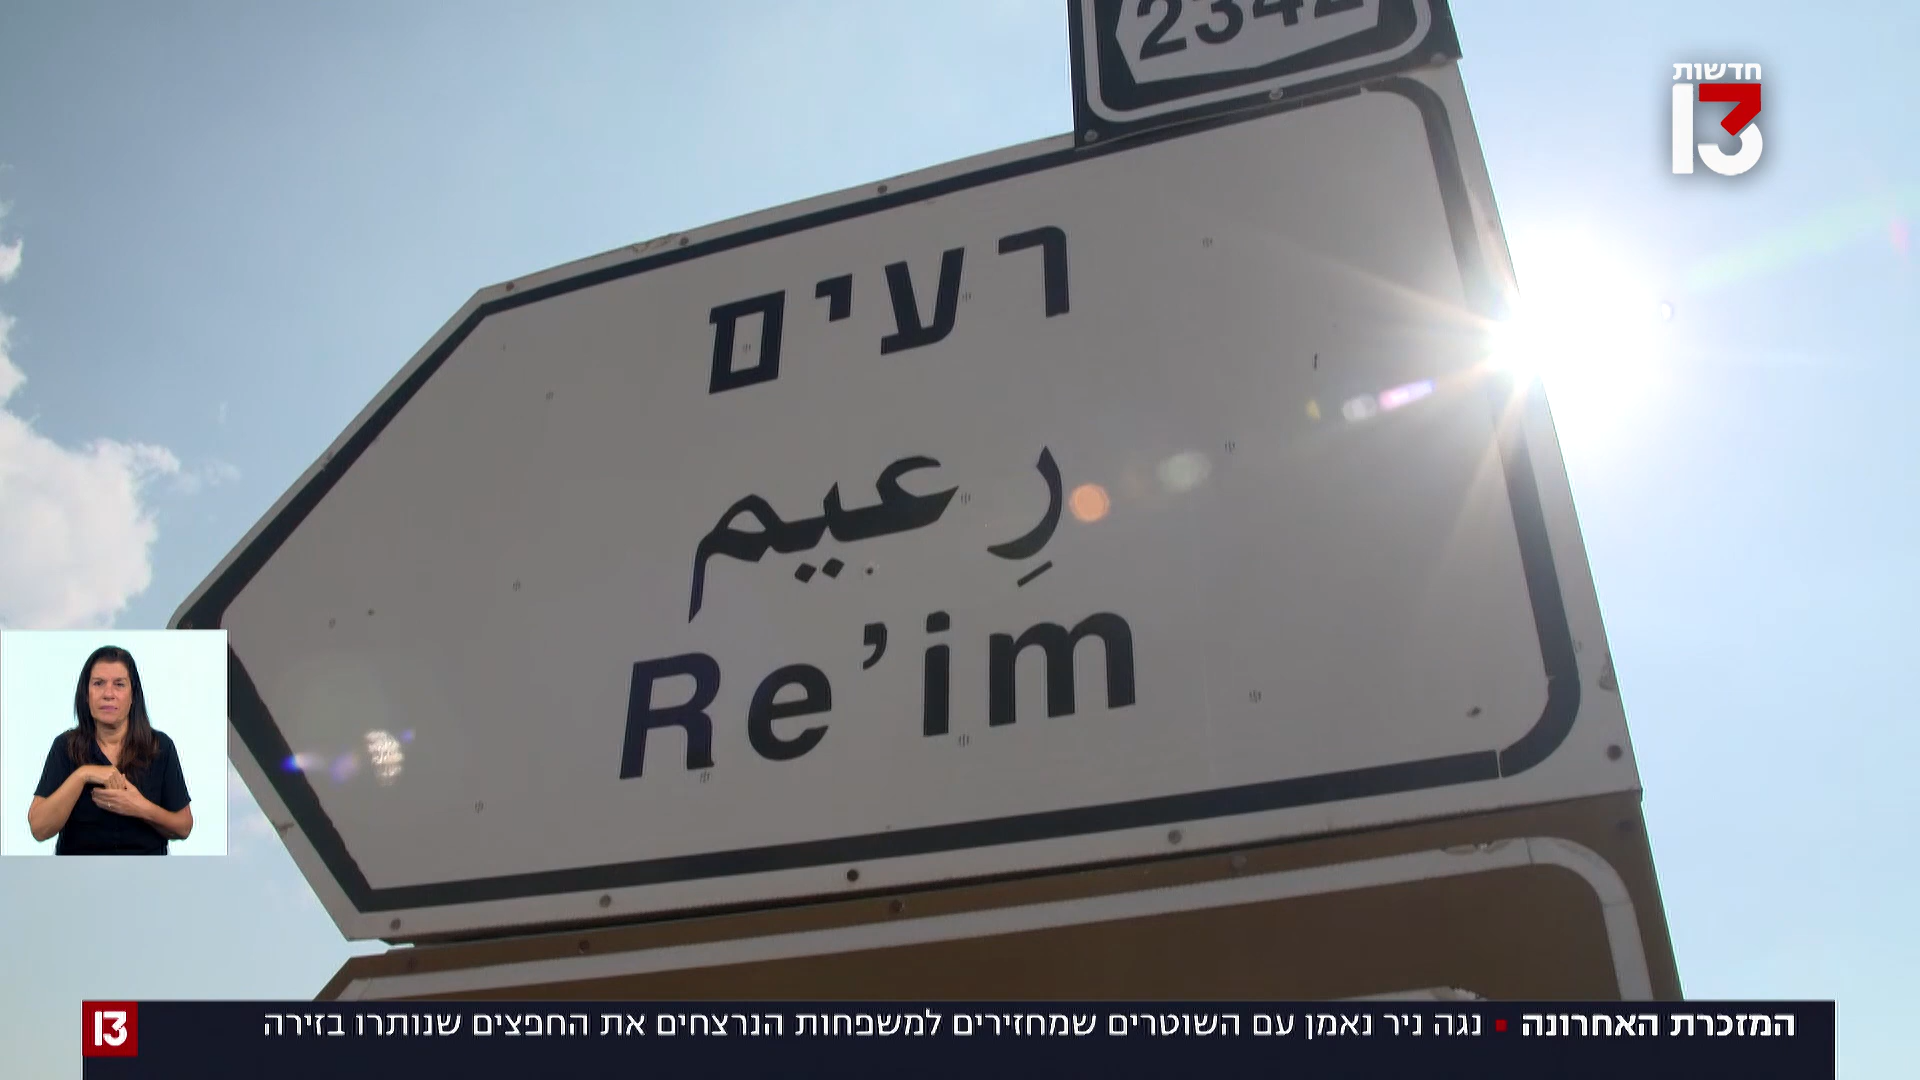 2342
חדשות
13
רעים
رِعيم
Re'im
13
המזכרת האחרונה ▪ נגה ניר נאמן עם השוטרים שמחזירים למשפחות הנרצחים את החפצים שנותרו בזירה